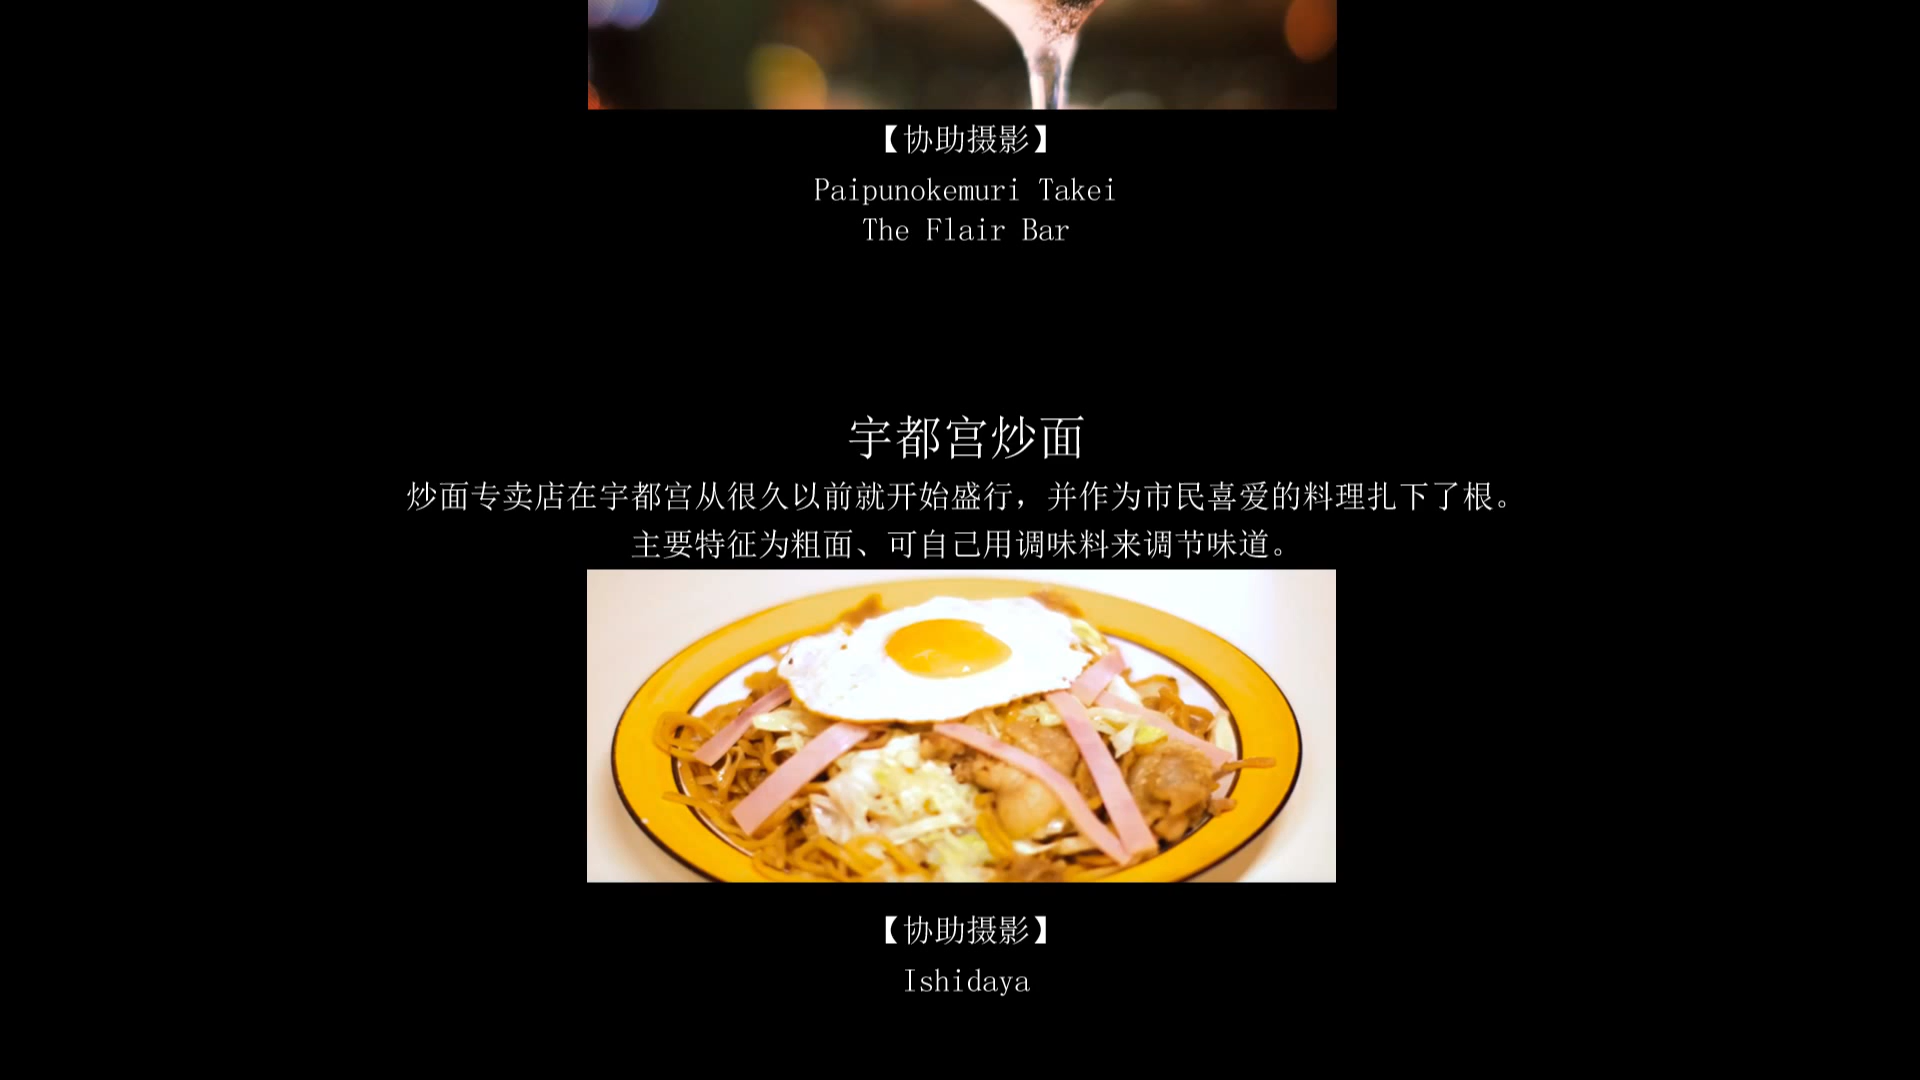 【协助摄影】
Paipunokemuri Takei
The Flair Bar
宇都宫炒面
炒面专卖店在宇都宫从很久以前就开始盛行，并作为市民喜爱的料理扎下了根。
主要特征为粗面、可自己用调味料来调节味道。
【协助摄影】
Ishidaya